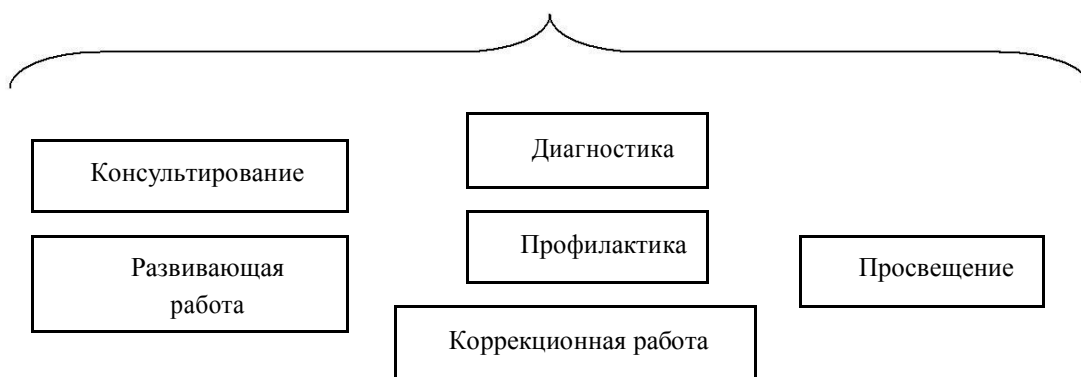 Консультирование
Развивающая
работа
Диагностика
Профилактика
Коррекционная работа
Просвещение